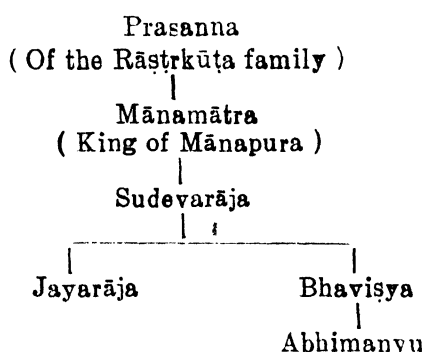 Prasanna
( Of the Rāṣṭrkūṭa family )
Mānamātra
( King of Mānapura )
Sudevarāja
Jayarāja Bhaviṣya
Abhimanyu